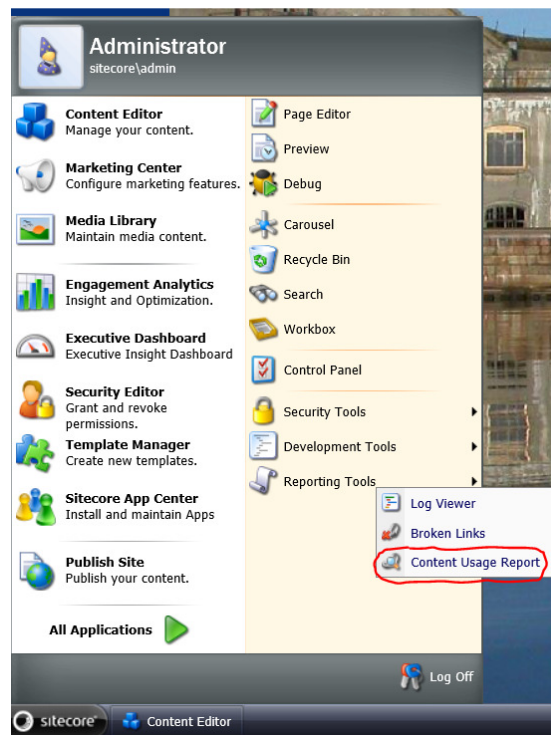 Administrator
sitecore\admin
Content Editor
Manage your content.
Marketing Center
Configure marketing features.
Media Library
Maintain media content.
Engagement Analytics
Insight and Optimization.
Executive Dashboard
Executive Insight Dashboard
Security Editor
Grant and revoke
permissions.
Template Manager
Create new templates.
Sitecore App Center
Install and maintain Apps
Publish Site
Publish your content.
All Applications
Page Editor
Preview
Debug
Carousel
Recycle Bin
Search
Workbox
Control Panel
Security Tools
Development Tools
Reporting Tools
Log Viewer
Broken Links
Content Usage Report
Log Off
sitecore
Content Editor